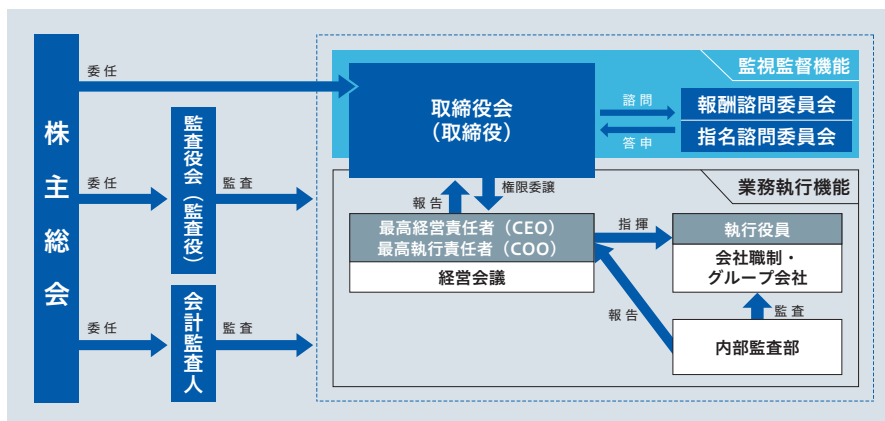 株主総会
委任
委任
委任
監査役会（監査役）
監査
会計監査人
監査
監視監督機能
取締役会
（取締役）
諮問
答申
報酬諮問委員会
指名諮問委員会
報告
権限委譲
業務執行機能
最高経営責任者（CEO）
最高執行責任者（COO）
経営会議
指揮
執行役員
会社職制・
グループ会社
報告
監査
内部監査部